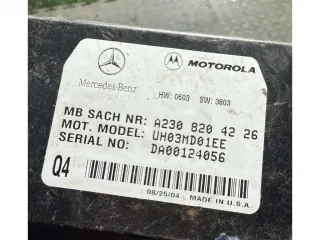 MOTOROLA
Mercedes-Benz
HW: 0603 SW: 3803
MB SACH NR: A230 820 42 26
MOT. MODEL: UH03MD01EE
SERIAL NO: DA00124056
Q4
08/25/04 MADE IN U.S.A.